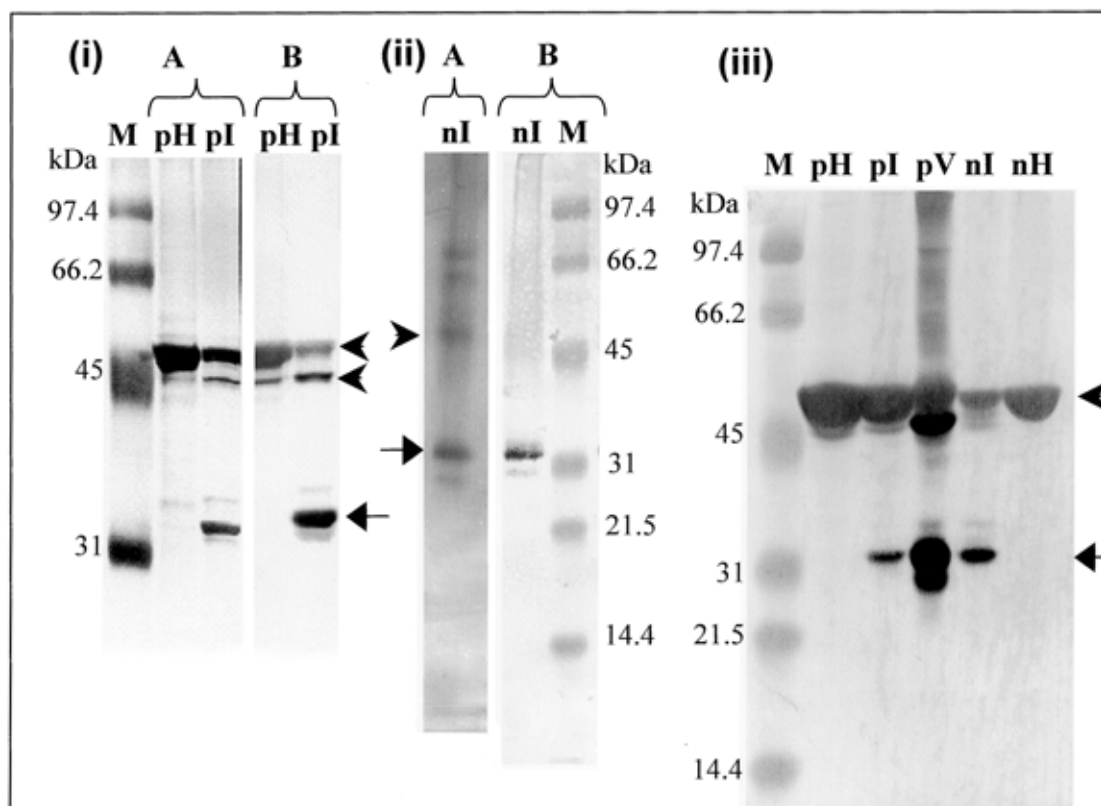 (i)
A B
M pH pI pH pI
kDa
97.4
66.2
45
31
(ii)
A B
nI nI M
kDa
97.4
66.2
45
31
21.5
14.4
(iii)
M pH pI pV nI nH
kDa
97.4
66.2
45
31
21.5
14.4